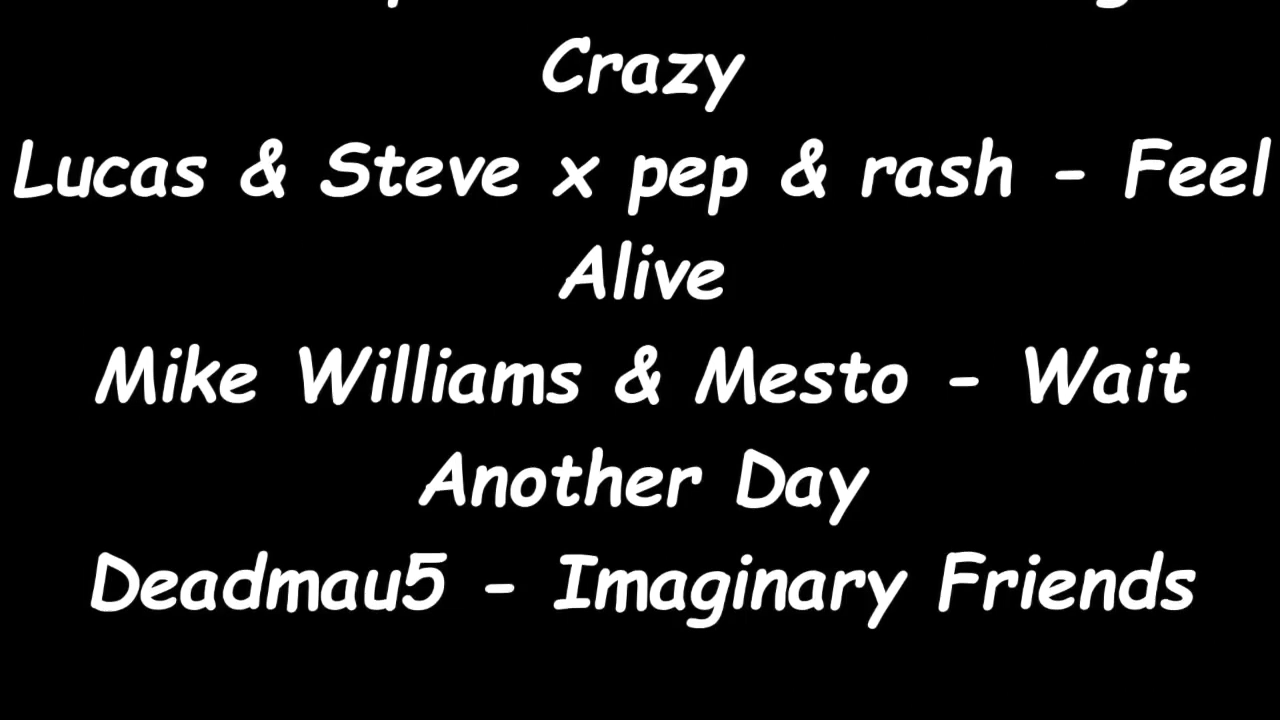 Crazy
Lucas & Steve x pep & rash - Feel
Alive
Mike Williams & Mesto - Wait
Another Day
Deadmau5 - Imaginary Friends